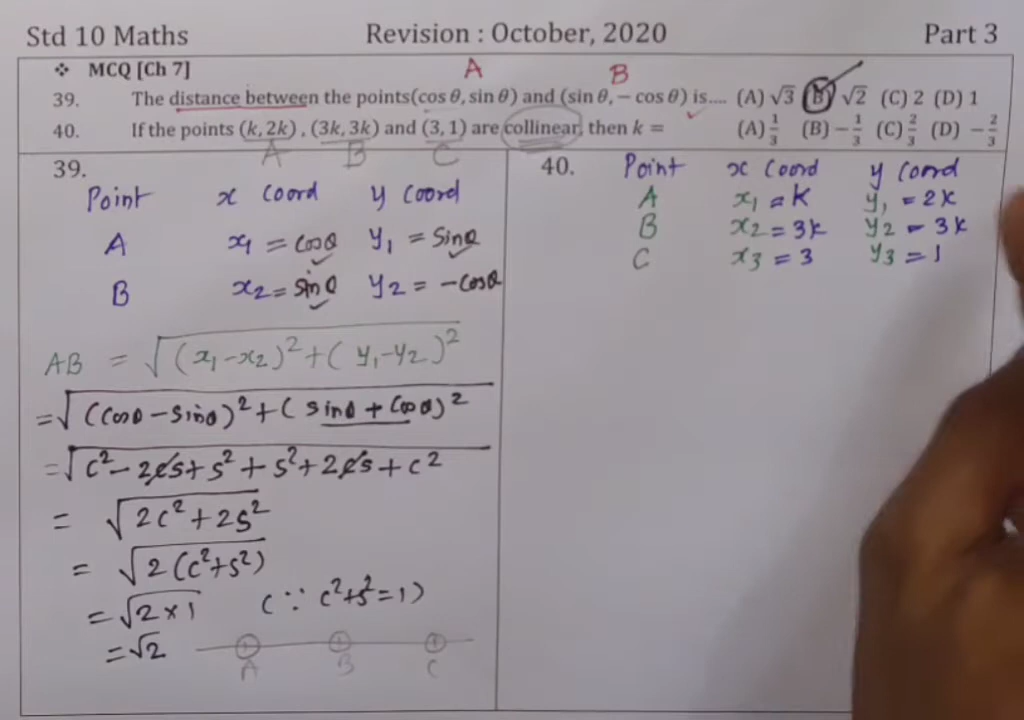 Std 10 Maths Revision : October, 2020 Part 3
❖ MCQ [Ch 7] A B
39. The distance between the points(cos θ, sin θ) and (sin θ, − cos θ) is.... (A) √3 (B) √2 (C) 2 (D) 1
40. If the points (k, 2k) , (3k, 3k) and (3, 1) are collinear, then k = (A) 1/3 (B) − 1/3 (C) 2/3 (D) − 2/3
A B C
39.
Point x coord y coord
A x₁ = cosθ y₁ = sinθ
B x₂ = sinθ y₂ = -cosθ
AB = √(x₁-x₂)² + (y₁-y₂)²
= √(cosθ - sinθ)² + (sinθ + cosθ)²
= √c² - 2cs + s² + s² + 2cs + c²
= √2c² + 2s²
= √2(c²+s²)
= √2 × 1 (∵ c²+s² = 1)
= √2
A B C
40.
Point x coord y coord
A x₁ = k y₁ = 2k
B x₂ = 3k y₂ = 3k
C x₃ = 3 y₃ = 1